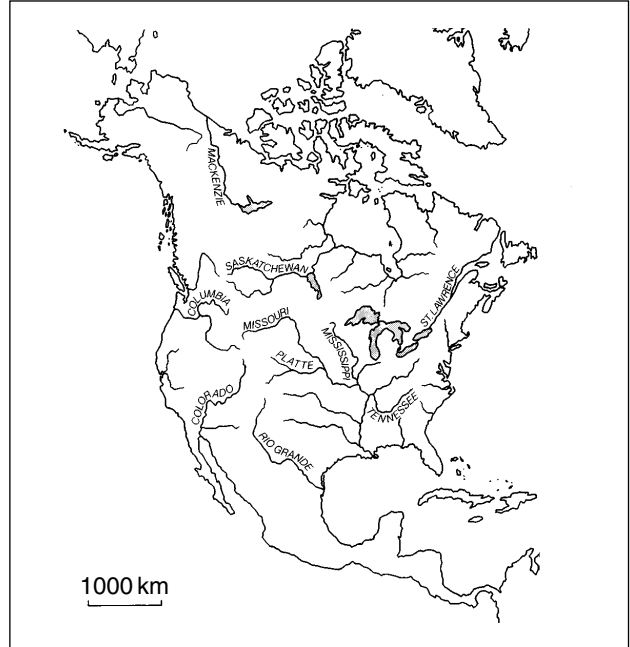 MACKENZIE
SASKATCHEWAN
COLUMBIA
MISSOURI
ST. LAWRENCE
MISSISSIPPI
PLATTE
COLORADO
TENNESSEE
RIO GRANDE
1000 km